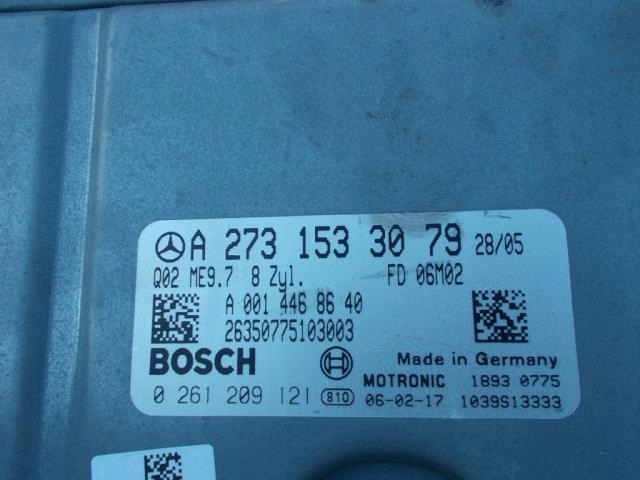 A 273 153 30 79 28/05
Q02 ME9.7 8 Zyl. FD 06M02
A 001 446 86 40
26350775103003
BOSCH Made in Germany
MOTRONIC 1893 0775
0 261 209 121 810 06-02-17 1039S13333